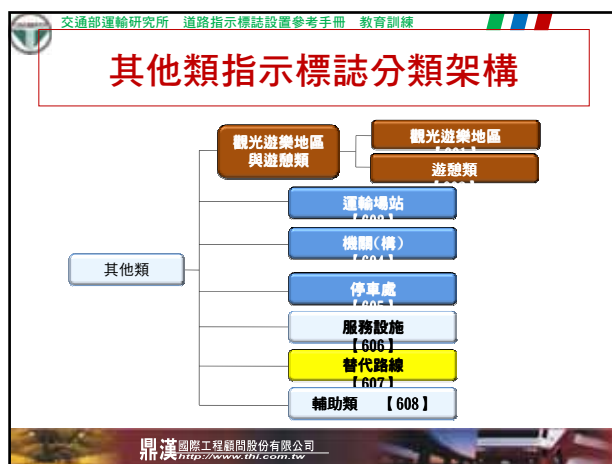 交通部運輸研究所 道路指示標誌設置參考手冊 教育訓練
其他類指示標誌分類架構
觀光遊樂地區
與遊憩類
觀光遊樂地區
遊憩類
運輸場站
機關(構)
其他類
停車處
服務設施
【606】
替代路線
【607】
輔助類 【608】
鼎漢國際工程顧問股份有限公司
http://www.thi.com.tw